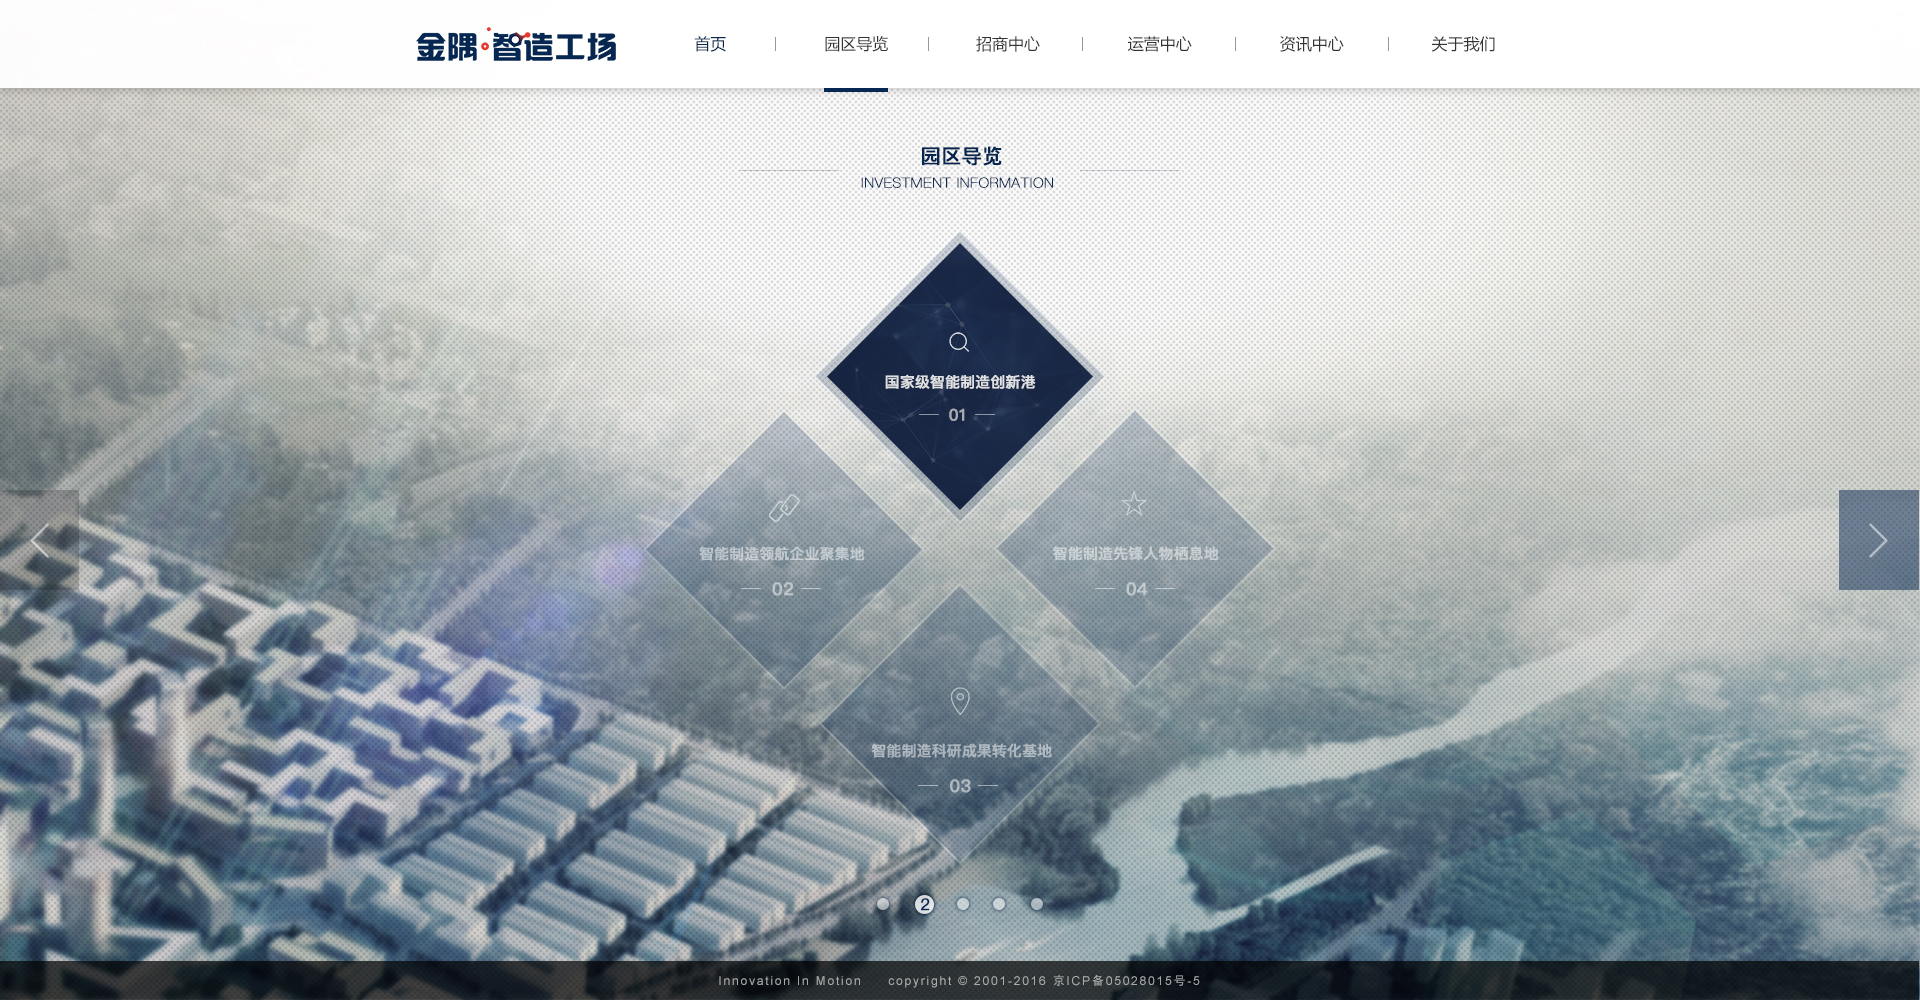 金隅智造工场
首页 园区导览 招商中心 运营中心 资讯中心 关于我们
园区导览
INVESTMENT INFORMATION
国家级智能制造创新港
01
智能制造领航企业聚集地
02
智能制造先锋人物栖息地
04
智能制造科研成果转化基地
03
2
Innovation In Motion copyright © 2001-2016 京ICP备05028015号-5